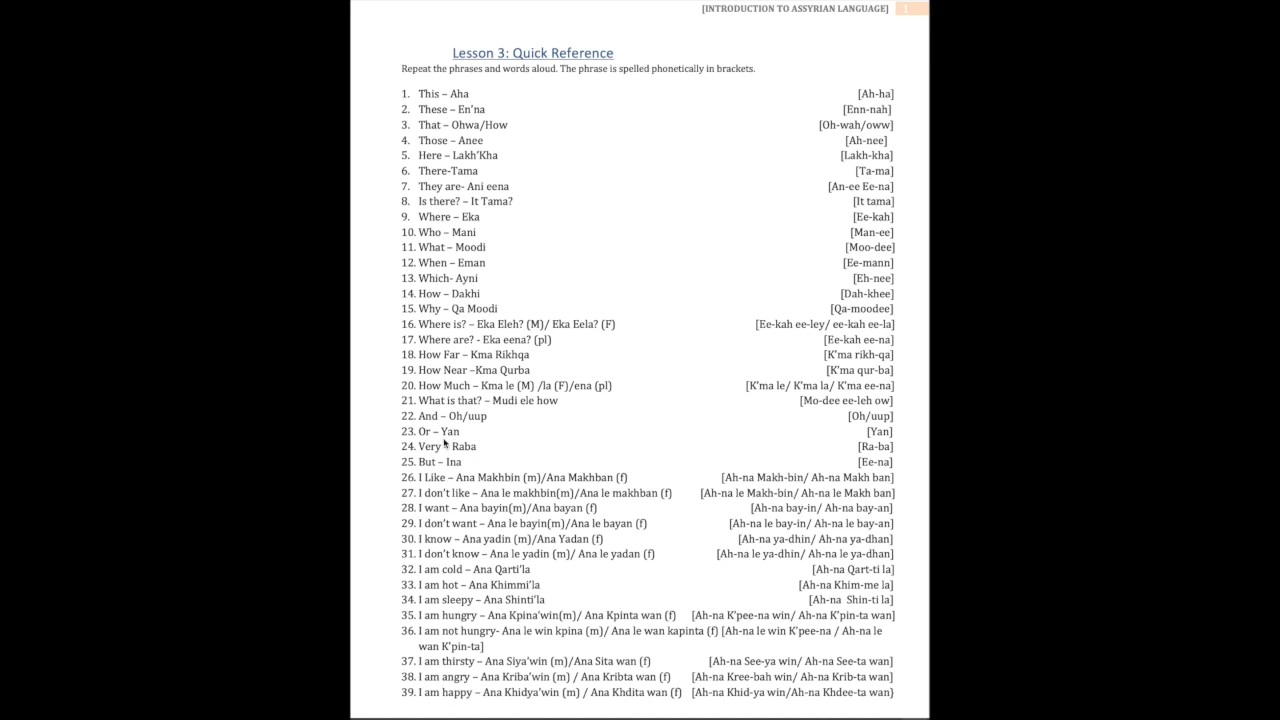 [INTRODUCTION TO ASSYRIAN LANGUAGE] 1
Lesson 3: Quick Reference
Repeat the phrases and words aloud. The phrase is spelled phonetically in brackets.
1. This – Aha [Ah-ha]
2. These – En’na [Enn-nah]
3. That – Ohwa/How [Oh-wah/oww]
4. Those – Anee [Ah-nee]
5. Here – Lakh’Kha [Lakh-kha]
6. There-Tama [Ta-ma]
7. They are- Ani eena [An-ee Ee-na]
8. Is there? – It Tama? [It tama]
9. Where – Eka [Ee-kah]
10. Who – Mani [Man-ee]
11. What – Moodi [Moo-dee]
12. When – Eman [Ee-mann]
13. Which- Ayni [Eh-nee]
14. How – Dakhi [Dah-khee]
15. Why – Qa Moodi [Qa-moodee]
16. Where is? – Eka Eleh? (M)/ Eka Eela? (F) [Ee-kah ee-ley/ ee-kah ee-la]
17. Where are? - Eka eena? (pl) [Ee-kah ee-na]
18. How Far – Kma Rikhqa [K’ma rikh-qa]
19. How Near –Kma Qurba [K’ma qur-ba]
20. How Much – Kma le (M) /la (F)/ena (pl) [K’ma le/ K’ma la/ K’ma ee-na]
21. What is that? – Mudi ele how [Mo-dee ee-leh ow]
22. And – Oh/uup [Oh/uup]
23. Or – Yan [Yan]
24. Very – Raba [Ra-ba]
25. But – Ina [Ee-na]
26. I Like – Ana Makhbin (m)/Ana Makhban (f) [Ah-na Makh-bin/ Ah-na Makh ban]
27. I don’t like – Ana le makhbin(m)/Ana le makhban (f) [Ah-na le Makh-bin/ Ah-na le Makh ban]
28. I want – Ana bayin(m)/Ana bayan (f) [Ah-na bay-in/ Ah-na bay-an]
29. I don’t want – Ana le bayin(m)/Ana le bayan (f) [Ah-na le bay-in/ Ah-na le bay-an]
30. I know – Ana yadin (m)/Ana Yadan (f) [Ah-na ya-dhin/ Ah-na ya-dhan]
31. I don’t know – Ana le yadin (m)/ Ana le yadan (f) [Ah-na le ya-dhin/ Ah-na le ya-dhan]
32. I am cold – Ana Qarti’la [Ah-na Qart-ti la]
33. I am hot – Ana Khimmi’la [Ah-na Khim-me la]
34. I am sleepy – Ana Shinti’la [Ah-na Shin-ti la]
35. I am hungry – Ana Kpina’win(m)/ Ana Kpinta wan (f) [Ah-na K’pee-na win/ Ah-na K’pin-ta wan]
36. I am not hungry- Ana le win kpina (m)/ Ana le wan kapinta (f) [Ah-na le win K’pee-na / Ah-na le
wan K’pin-ta]
37. I am thirsty – Ana Siya’win (m)/Ana Sita wan (f) [Ah-na See-ya win/ Ah-na See-ta wan]
38. I am angry – Ana Kriba’win (m) / Ana Kribta wan (f) [Ah-na Kree-bah win/ Ah-na Krib-ta wan]
39. I am happy – Ana Khidya’win (m) / Ana Khdita wan (f) [Ah-na Khid-ya win/Ah-na Khdee-ta wan}